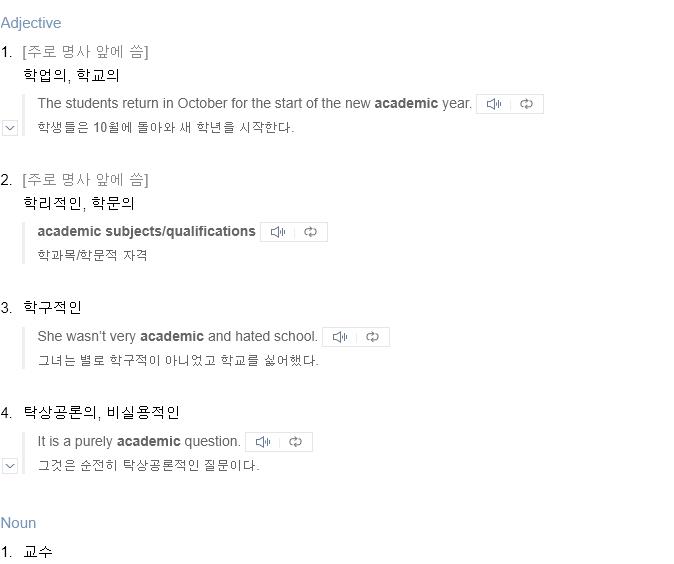 Adjective
1. [주로 명사 앞에 씀]
학업의, 학교의
The students return in October for the start of the new academic year.
학생들은 10월에 돌아와 새 학년을 시작한다.
2. [주로 명사 앞에 씀]
학리적인, 학문의
academic subjects/qualifications
학과목/학문적 자격
3. 학구적인
She wasn't very academic and hated school.
그녀는 별로 학구적이 아니었고 학교를 싫어했다.
4. 탁상공론의, 비실용적인
It is a purely academic question.
그것은 순전히 탁상공론적인 질문이다.
Noun
1. 교수